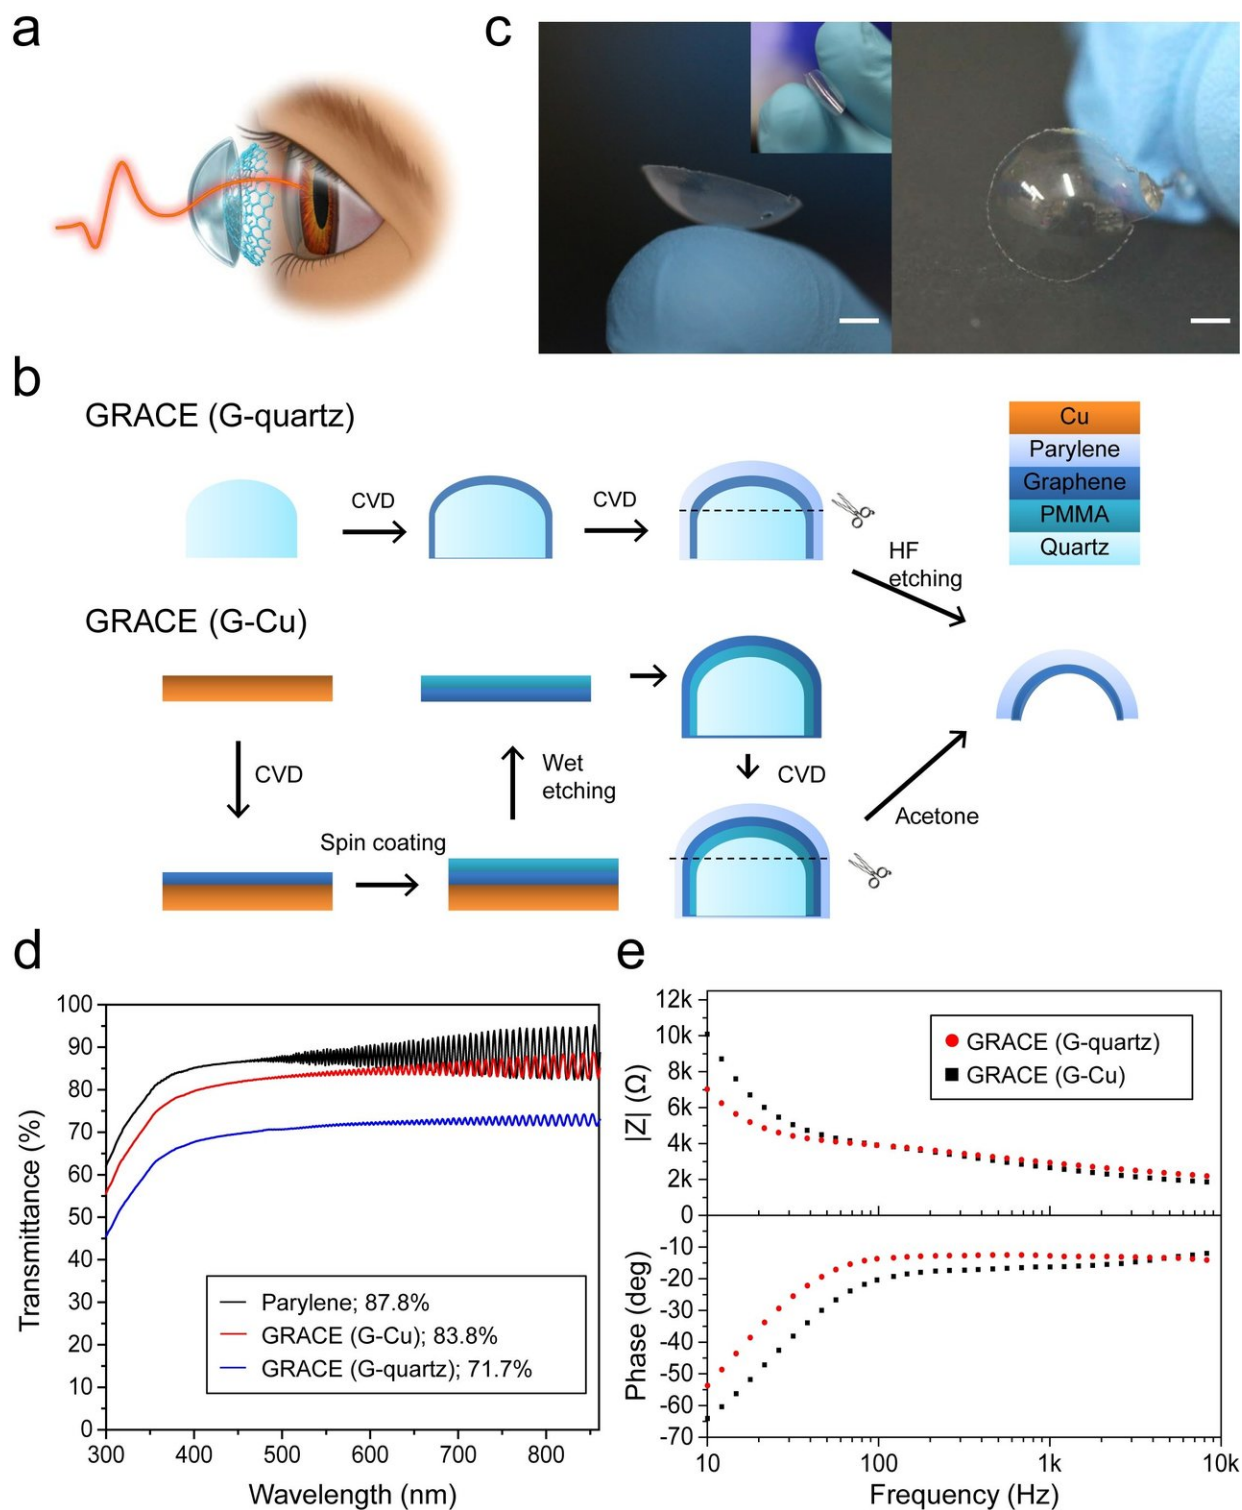 a
c
b
GRACE (G-quartz)
CVD
CVD
HF
etching
Cu
Parylene
Graphene
PMMA
Quartz
GRACE (G-Cu)
CVD
Spin coating
Wet
etching
CVD
Acetone
d
Transmittance (%)
100
90
80
70
60
50
40
30
20
10
0
Parylene; 87.8%
GRACE (G-Cu); 83.8%
GRACE (G-quartz); 71.7%
300 400 500 600 700 800
Wavelength (nm)
e
|Z| (Ω)
12k
10k
8k
6k
4k
2k
0
GRACE (G-quartz)
GRACE (G-Cu)
Phase (deg)
-10
-20
-30
-40
-50
-60
-70
10 100 1k 10k
Frequency (Hz)